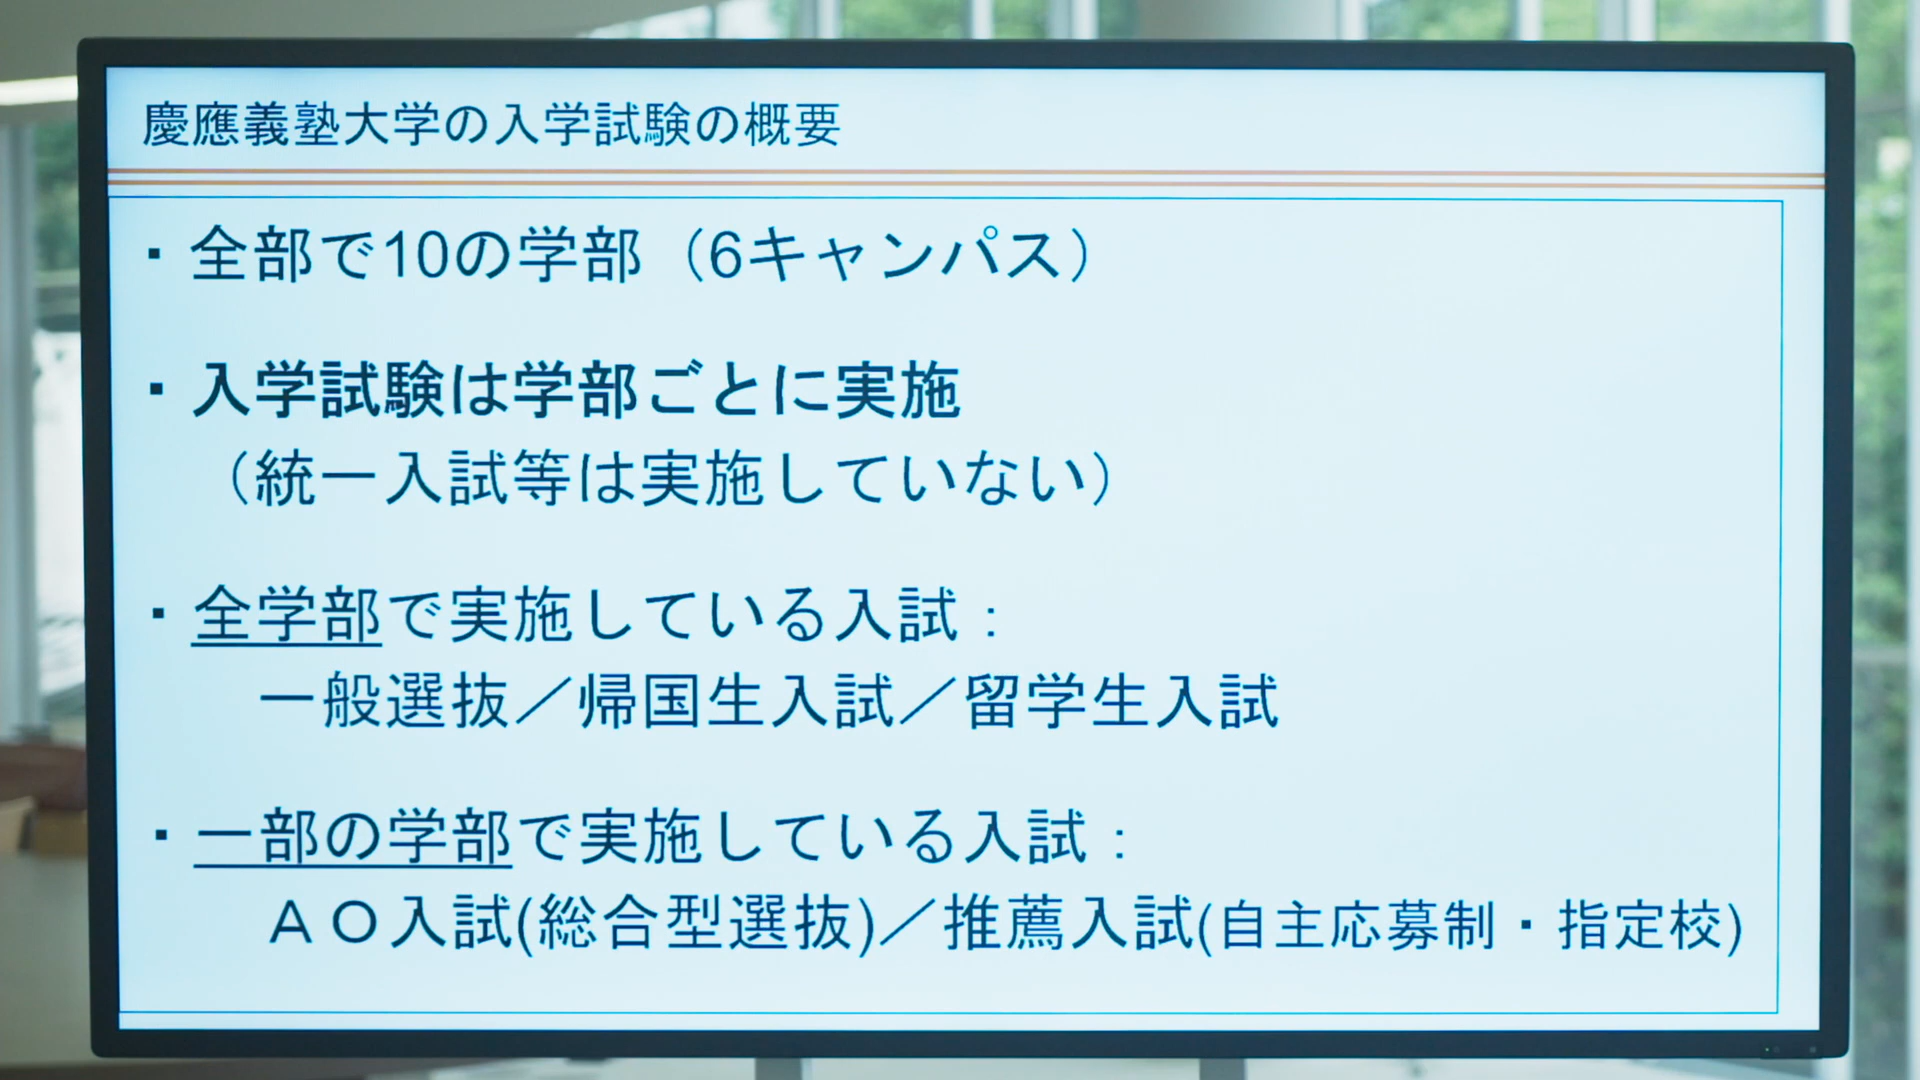 慶應義塾大学の入学試験の概要
・全部で10の学部（6キャンパス）
・入学試験は学部ごとに実施
（統一入試等は実施していない）
・全学部で実施している入試：
一般選抜／帰国生入試／留学生入試
・一部の学部で実施している入試：
ＡＯ入試(総合型選抜)／推薦入試(自主応募制・指定校)